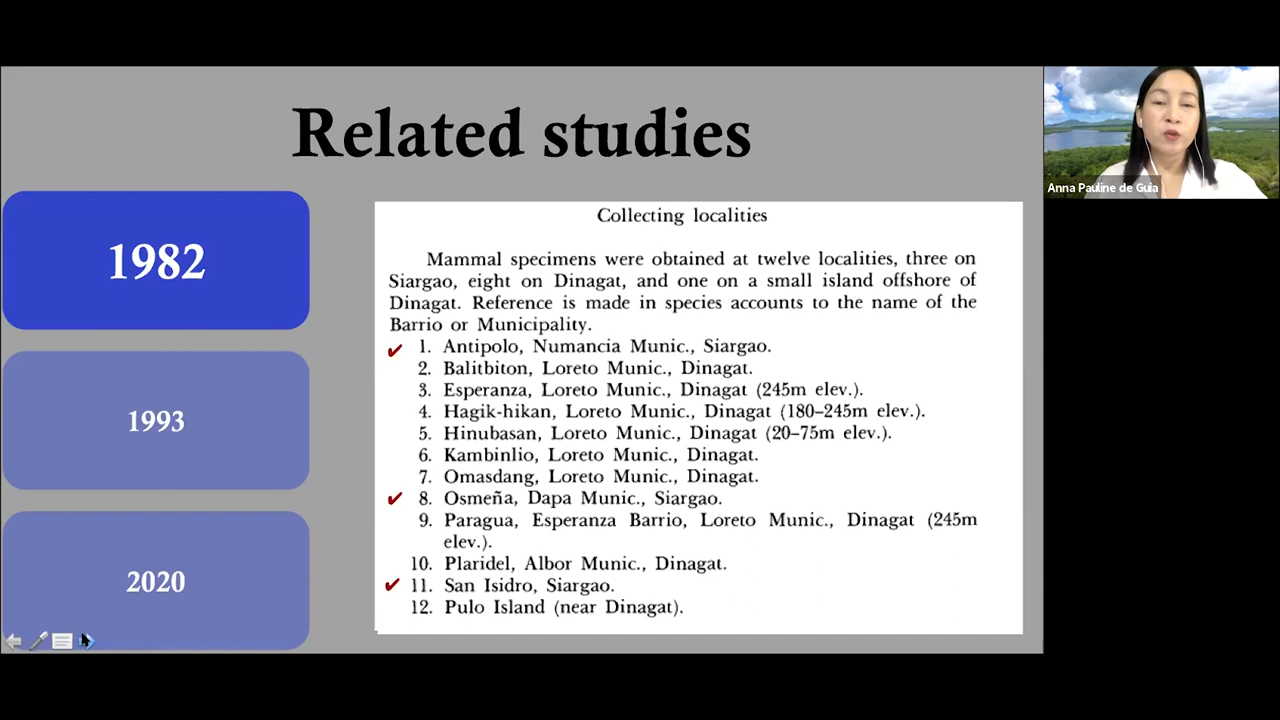 Related studies
1982
1993
2020
Collecting localities
Mammal specimens were obtained at twelve localities, three on
Siargao, eight on Dinagat, and one on a small island offshore of
Dinagat. Reference is made in species accounts to the name of the
Barrio or Municipality.
✔ 1. Antipolo, Numancia Munic., Siargao.
2. Balitbiton, Loreto Munic., Dinagat.
3. Esperanza, Loreto Munic., Dinagat (245m elev.).
4. Hagik-hikan, Loreto Munic., Dinagat (180–245m elev.).
5. Hinubasan, Loreto Munic., Dinagat (20–75m elev.).
6. Kambinlio, Loreto Munic., Dinagat.
7. Omasdang, Loreto Munic., Dinagat.
✔ 8. Osmeña, Dapa Munic., Siargao.
9. Paragua, Esperanza Barrio, Loreto Munic., Dinagat (245m
elev.).
10. Plaridel, Albor Munic., Dinagat.
✔ 11. San Isidro, Siargao.
12. Pulo Island (near Dinagat).
Anna Pauline de Guia